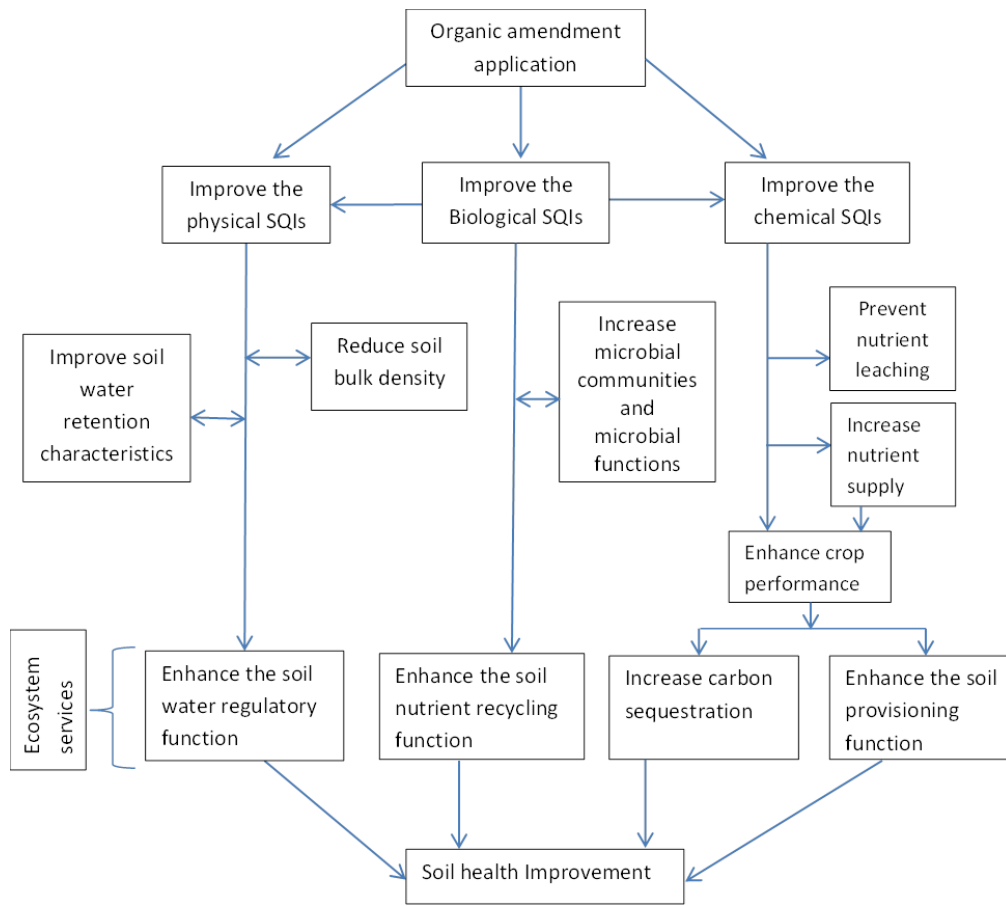 Organic amendment
application
Improve the
physical SQIs
Improve the
Biological SQIs
Improve the
chemical SQIs
Improve soil
water
retention
characteristics
Reduce soil
bulk density
Increase
microbial
communities
and
microbial
functions
Prevent
nutrient
leaching
Increase
nutrient
supply
Enhance crop
performance
Ecosystem
services
Enhance the soil
water regulatory
function
Enhance the soil
nutrient recycling
function
Increase carbon
sequestration
Enhance the soil
provisioning
function
Soil health Improvement